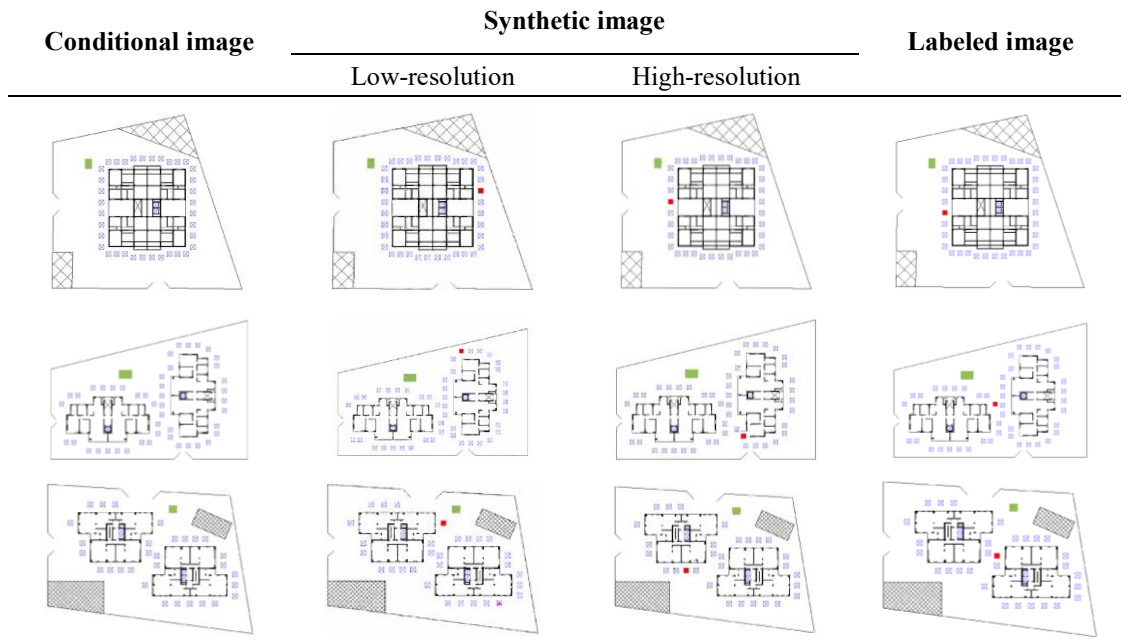 Synthetic image
Conditional image
Labeled image
Low-resolution
High-resolution